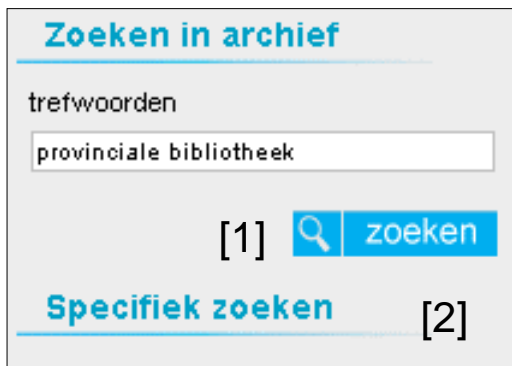 Zoeken in archief
trefwoorden
provinciale bibliotheek
[1] zoeken
Specifiek zoeken [2]